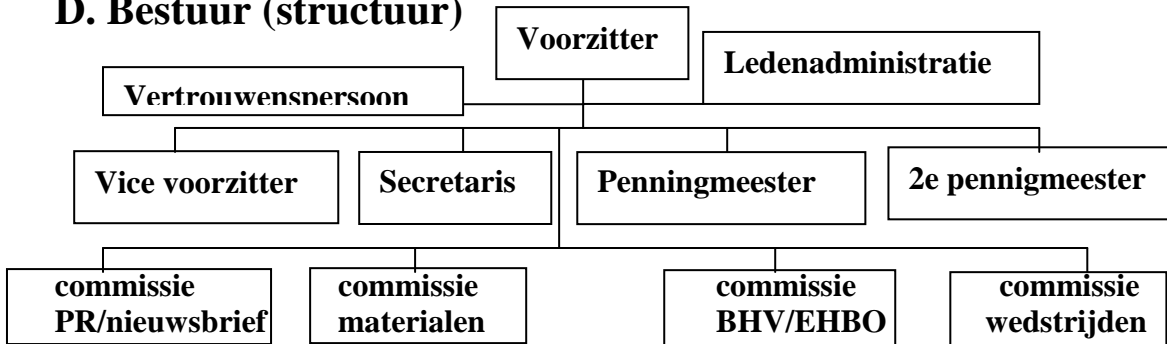 D. Bestuur (structuur)
Voorzitter
Ledenadministratie
Vertrouwenspersoon
Vice voorzitter
Secretaris
Penningmeester
2e pennigmeester
commissie
PR/nieuwsbrief
commissie
materialen
commissie
BHV/EHBO
commissie
wedstrijden